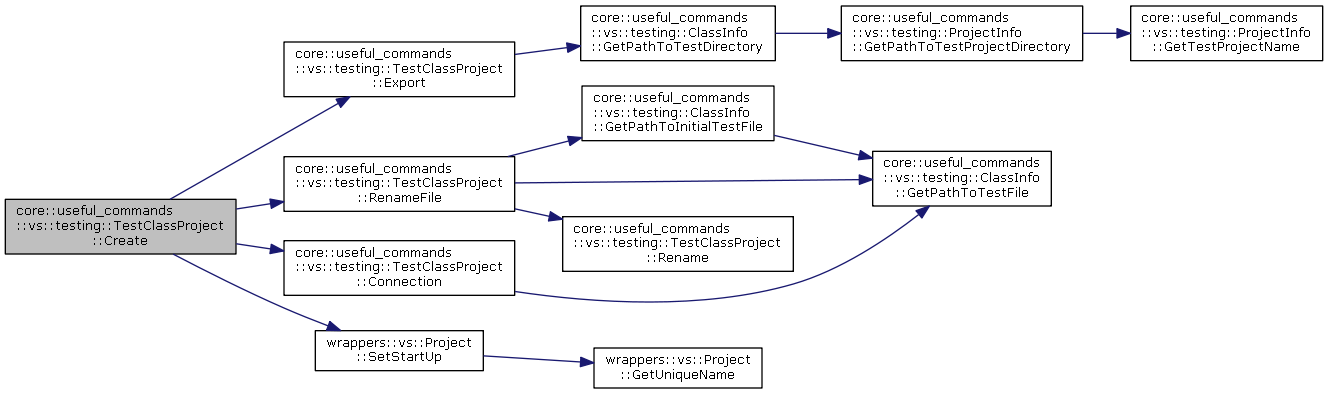 core::useful_commands
::vs::testing::ClassInfo
::GetPathToTestDirectory
core::useful_commands
::vs::testing::ProjectInfo
::GetPathToTestProjectDirectory
core::useful_commands
::vs::testing::ProjectInfo
::GetTestProjectName
core::useful_commands
::vs::testing::TestClassProject
::Export
core::useful_commands
::vs::testing::ClassInfo
::GetPathToInitialTestFile
core::useful_commands
::vs::testing::TestClassProject
::RenameFile
core::useful_commands
::vs::testing::ClassInfo
::GetPathToTestFile
core::useful_commands
::vs::testing::TestClassProject
::Create
core::useful_commands
::vs::testing::TestClassProject
::Rename
core::useful_commands
::vs::testing::TestClassProject
::Connection
wrappers::vs::Project
::SetStartUp
wrappers::vs::Project
::GetUniqueName